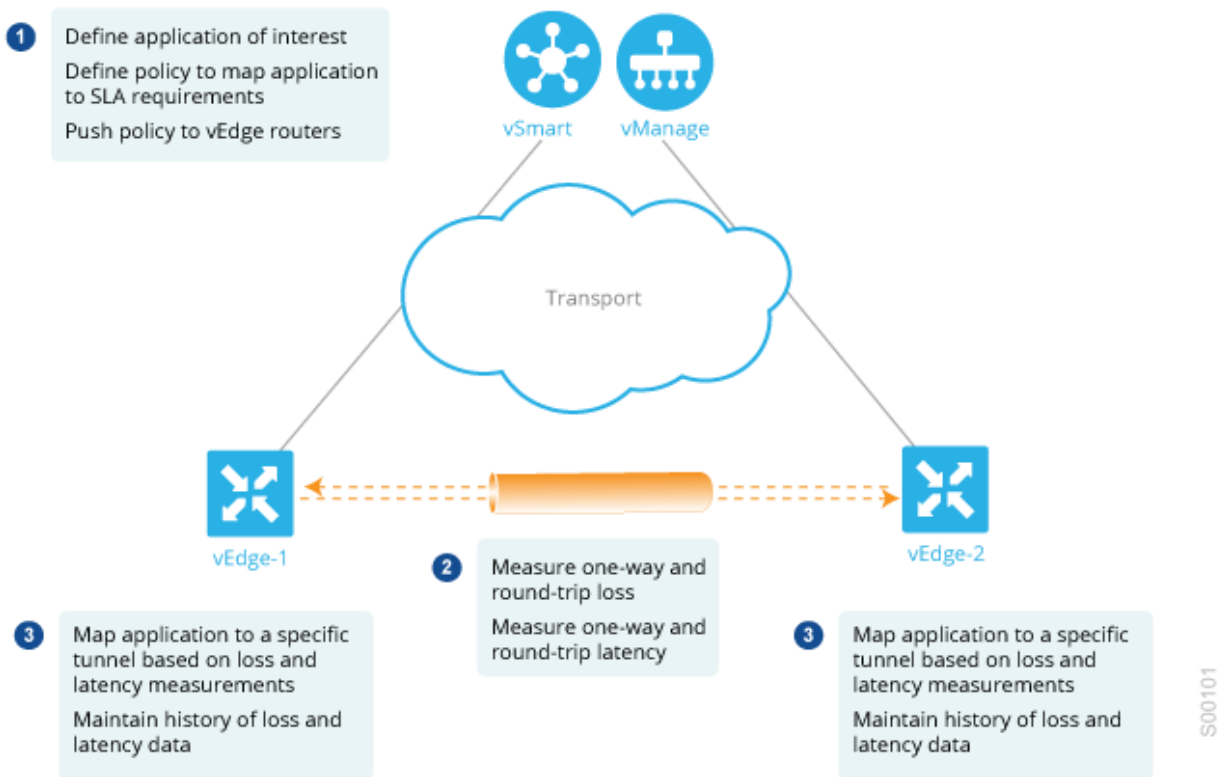 1
Define application of interest
Define policy to map application
to SLA requirements
Push policy to vEdge routers
vSmart
vManage
Transport
vEdge-1
vEdge-2
2
Measure one-way and
round-trip loss
Measure one-way and
round-trip latency
3
Map application to a specific
tunnel based on loss and
latency measurements
Maintain history of loss and
latency data
3
Map application to a specific
tunnel based on loss and
latency measurements
Maintain history of loss and
latency data
S00101